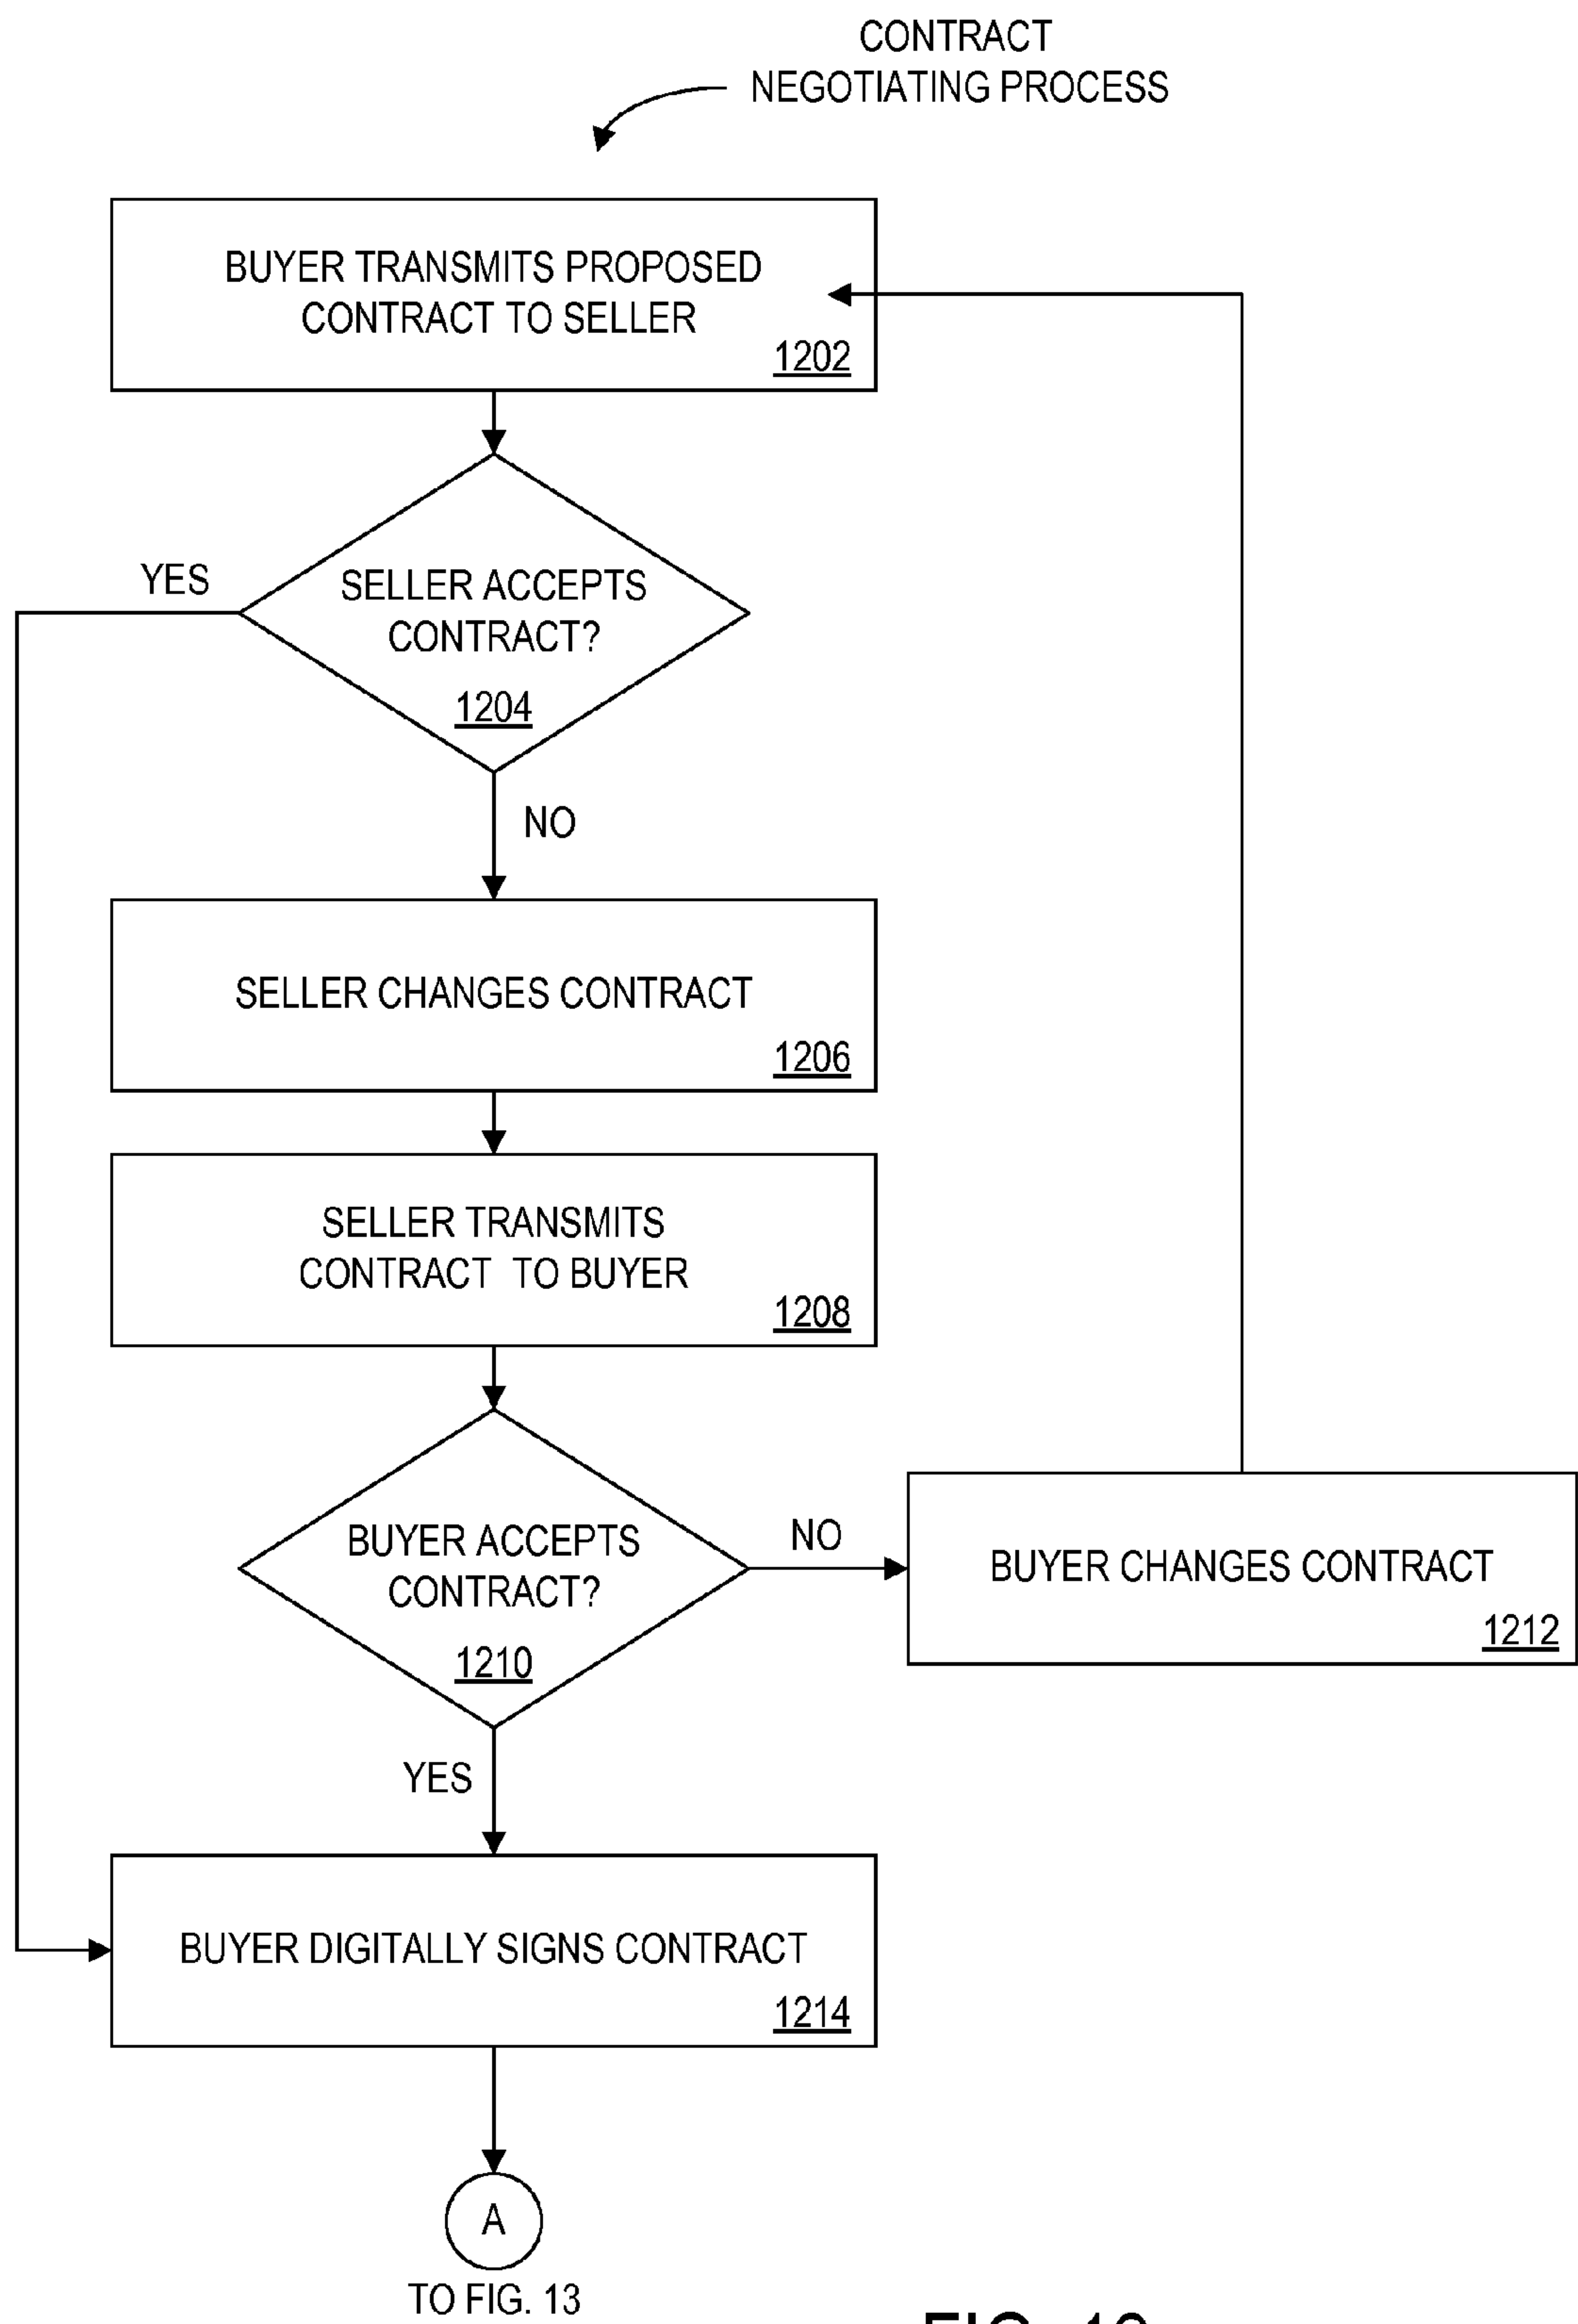 CONTRACT
NEGOTIATING PROCESS
BUYER TRANSMITS PROPOSED
CONTRACT TO SELLER
1202
YES
SELLER ACCEPTS
CONTRACT?
1204
NO
SELLER CHANGES CONTRACT
1206
SELLER TRANSMITS
CONTRACT TO BUYER
1208
BUYER ACCEPTS
CONTRACT?
1210
NO
BUYER CHANGES CONTRACT
1212
YES
BUYER DIGITALLY SIGNS CONTRACT
1214
A
TO FIG. 13